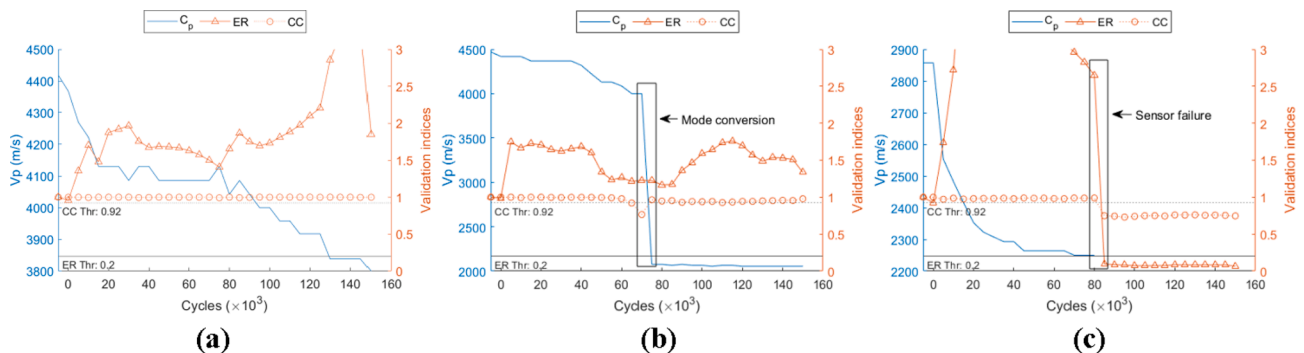 C_p ER CC
4500
4400
4300
4200
4100
4000
3900
3800
Vp (m/s)
3
2.5
2
1.5
1
0.5
0
Validation indices
CC Thr: 0.92
ER Thr: 0.2
0 20 40 60 80 100 120 140 160
Cycles (×10³)
(a)
C_p ER CC
4500
4000
3500
3000
2500
2000
Vp (m/s)
3
2.5
2
1.5
1
0.5
0
Validation indices
Mode conversion
CC Thr: 0.92
ER Thr: 0.2
0 20 40 60 80 100 120 140 160
Cycles (×10³)
(b)
C_p ER CC
2900
2800
2700
2600
2500
2400
2300
2200
Vp (m/s)
3
2.5
2
1.5
1
0.5
0
Validation indices
Sensor failure
CC Thr: 0.92
ER Thr: 0.2
0 20 40 60 80 100 120 140 160
Cycles (×10³)
(c)